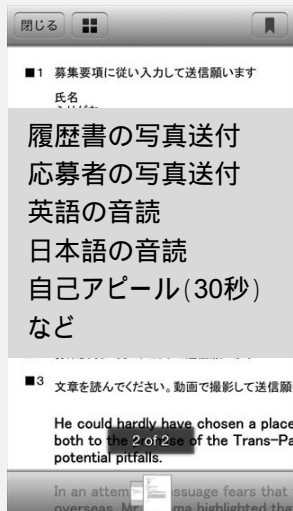 閉じる
■1 募集要項に従い入力して送信願います
氏名
履歴書の写真送付
応募者の写真送付
英語の音読
日本語の音読
自己アピール(30秒)
など
■3 文章を読んでください。動画で撮影して送信願
He could hardly have chosen a place
both to the of the Trans-Pa
2 of 2
potential pitfalls.
In an attem ssuage fears that
overseas, Mr. ma highlighted that